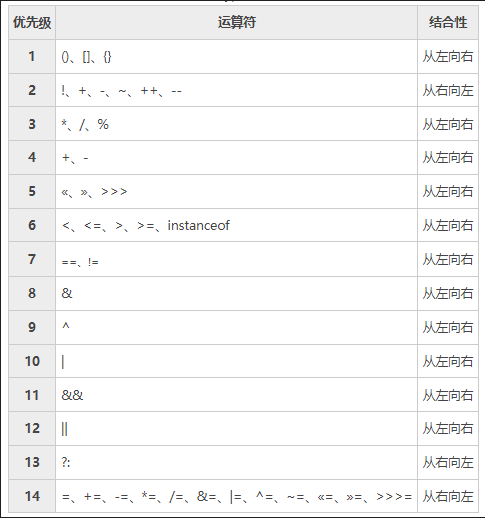 优先级 运算符 结合性
1 ()、[]、{} 从左向右
2 !、+、-、~、++、-- 从右向左
3 *、/、% 从左向右
4 +、- 从左向右
5 «、»、>>> 从左向右
6 <、<=、>、>=、instanceof 从左向右
7 ==、!= 从左向右
8 & 从左向右
9 ^ 从左向右
10 | 从左向右
11 && 从左向右
12 || 从左向右
13 ?: 从右向左
14 =、+=、-=、*=、/=、&=、|=、^=、~=、«=、»=、>>>= 从右向左